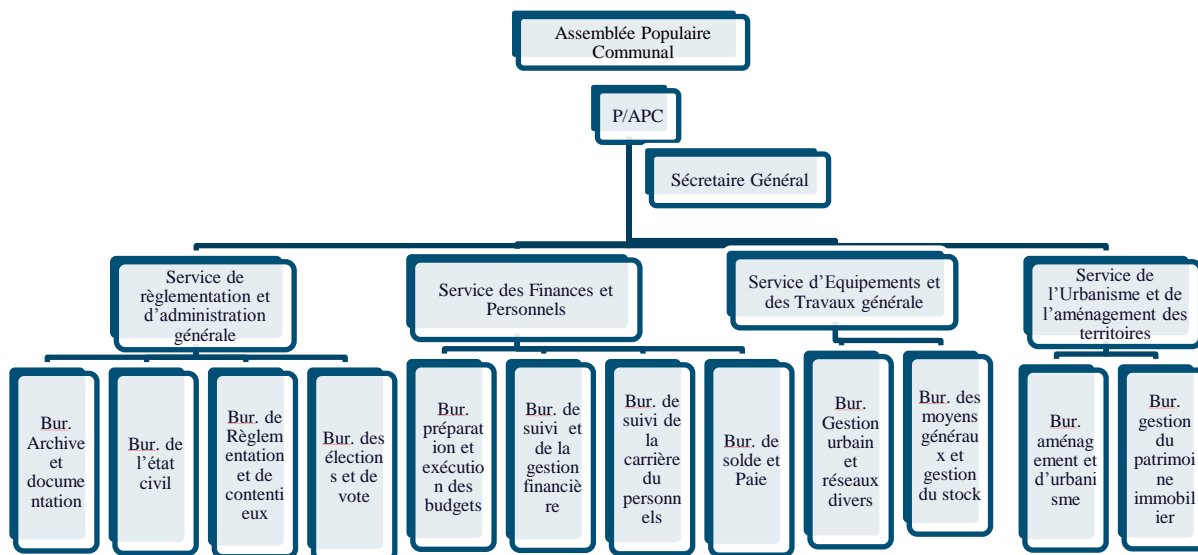 Assemblée Populaire
Communal
P/APC
Sécretaire Général
Service de
règlementation et
d’administration
générale
Service des Finances et
Personnels
Service d’Equipements et
des Travaux générale
Service de
l’Urbanisme et de
l’aménagement des
territoires
Bur.
Archive
et
docume
ntation
Bur. de
l’état
civil
Bur. de
Règlem
entation
et de
contenti
eux
Bur. des
élection
s et de
vote
Bur.
préparat
ion et
exécutio
n des
budgets
Bur. de
suivi et
de la
gestion
financiè
re
Bur. de
suivi de
la
carrière
du
personn
els
Bur. de
solde et
Paie
Bur.
Gestion
urbain
et
réseaux
divers
Bur. des
moyens
générau
x et
gestion
du stock
Bur.
aménag
ement et
d’urbani
sme
Bur.
gestion
du
patrimoi
ne
immobil
ier